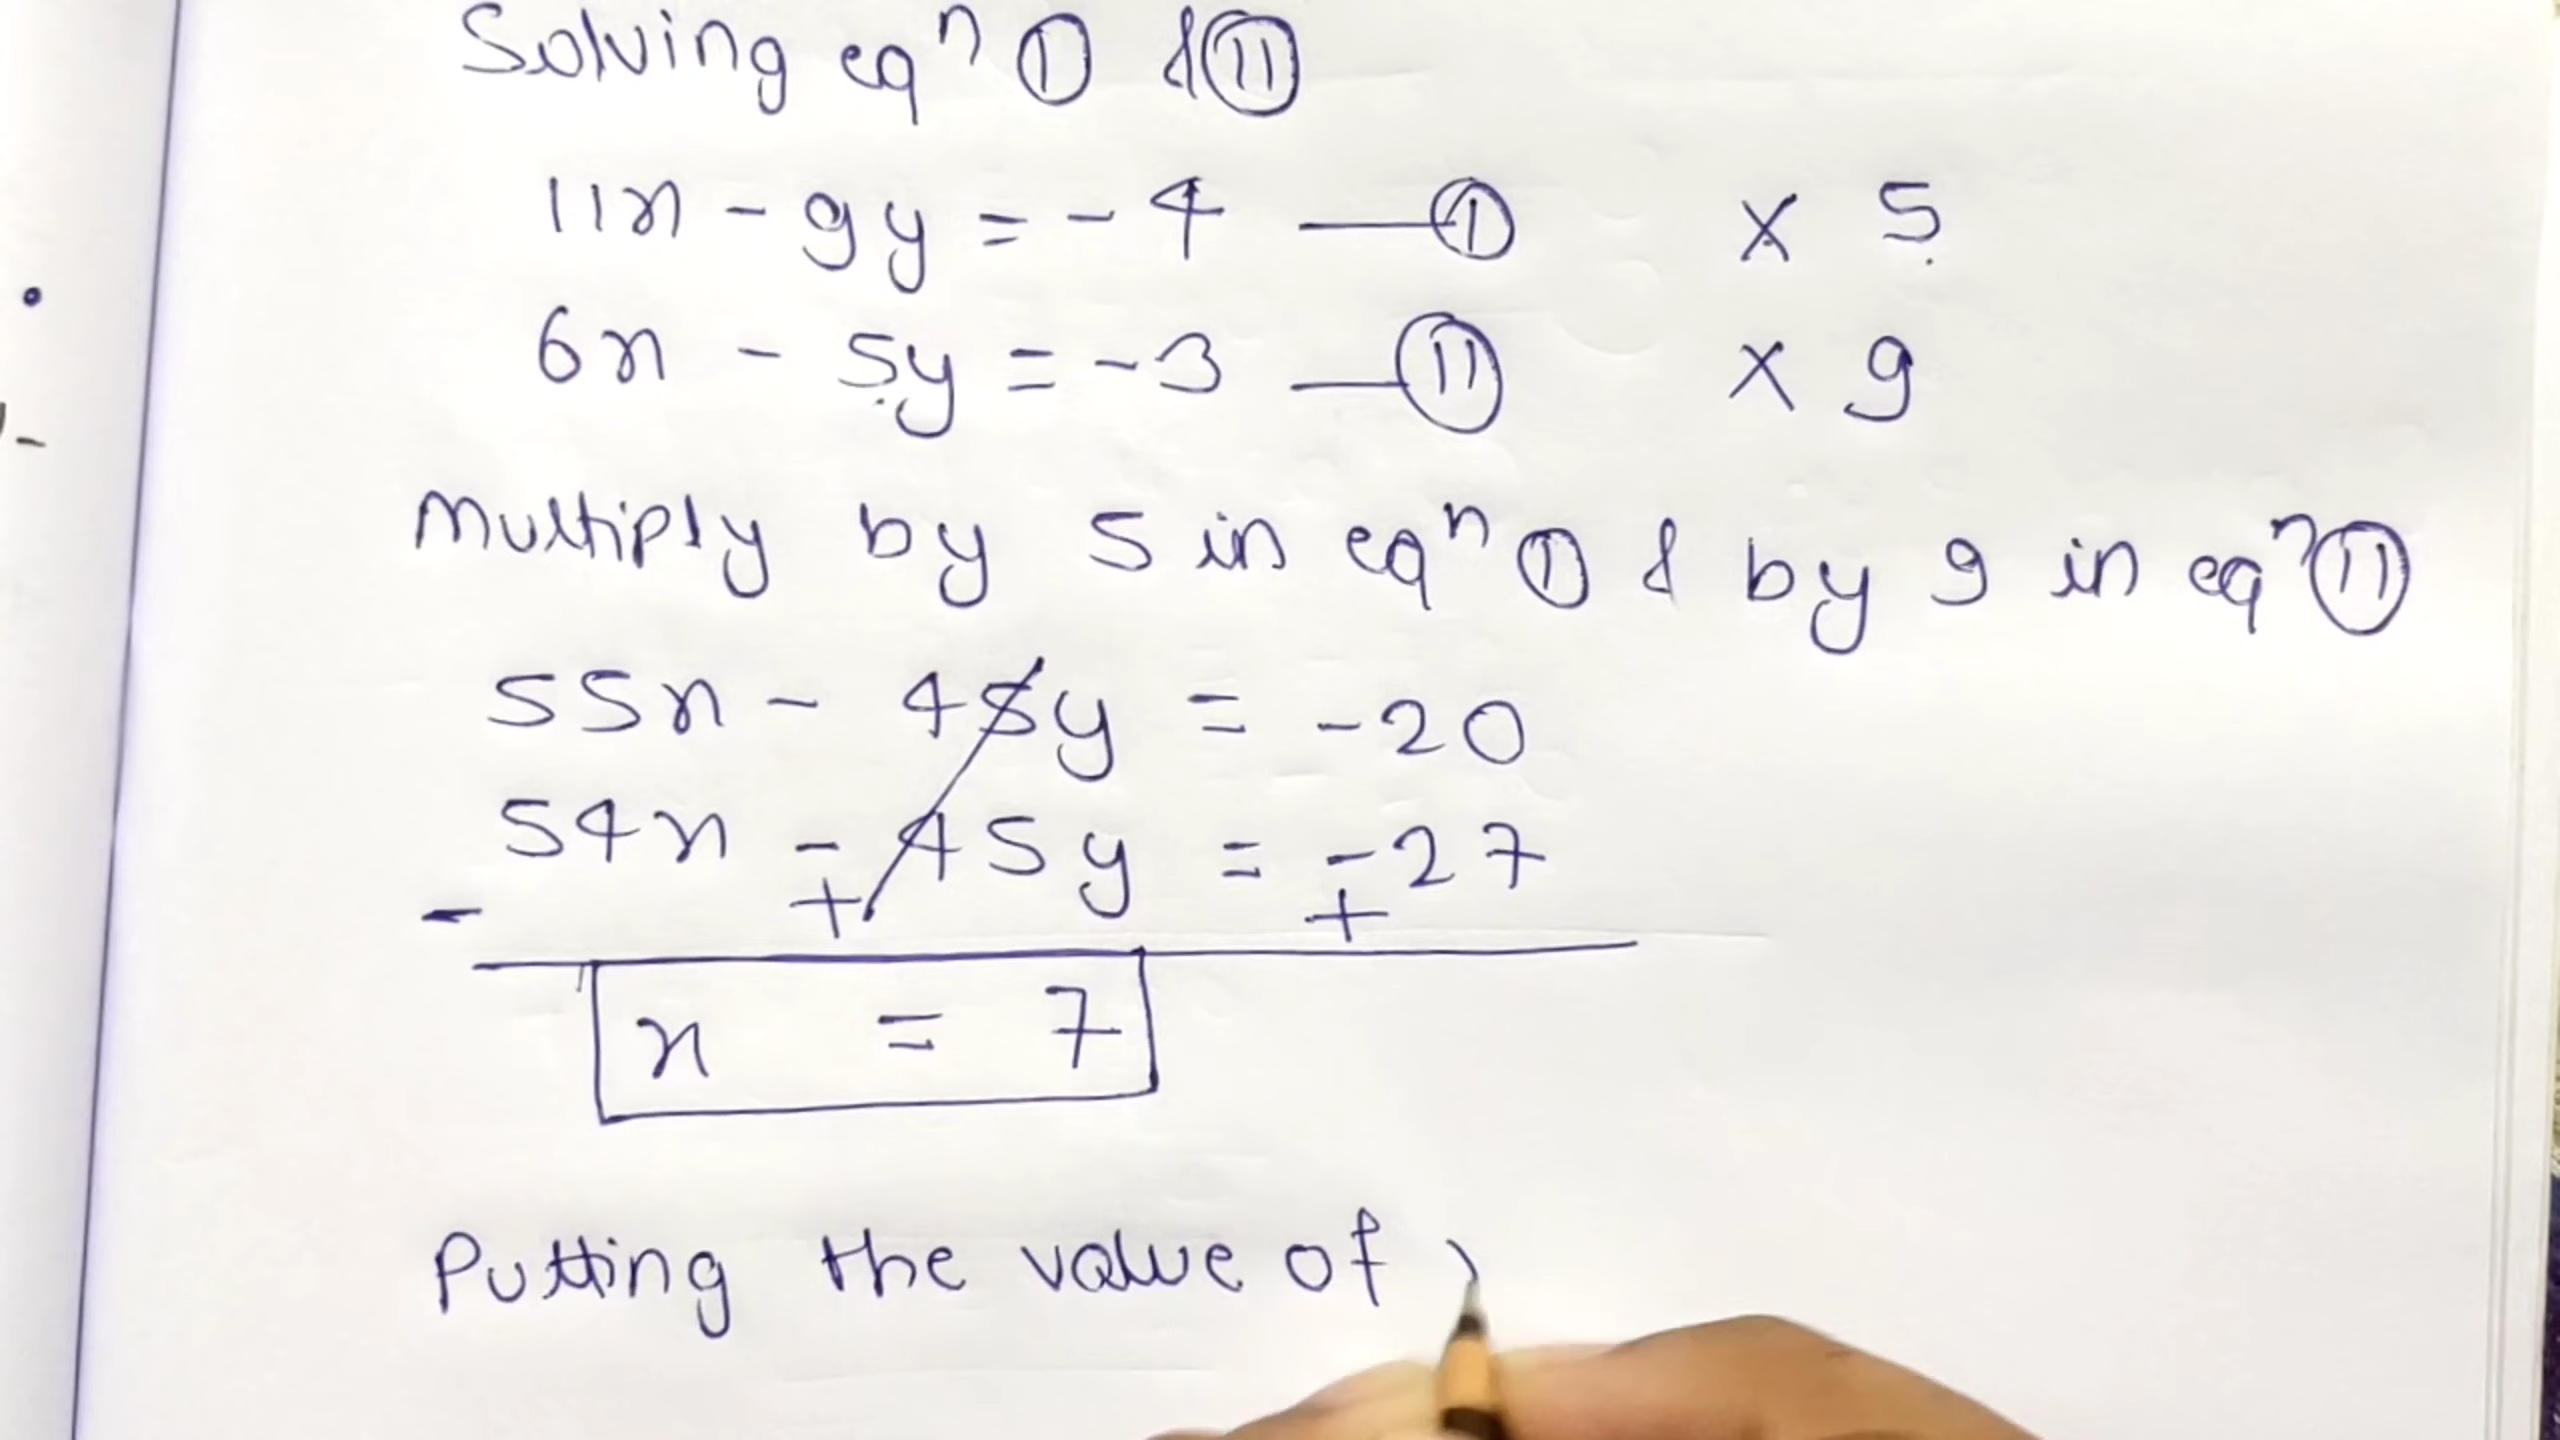 Solving eqⁿ Ⓘ & Ⓘⓘ
11x - 9y = -4 — Ⓘ × 5
6x - 5y = -3 — Ⓘⓘ × 9
Multiply by 5 in eqⁿ Ⓘ & by 9 in eqⁿ Ⓘⓘ
55x - 45y = -20
54x - 45y = -27
- + +
x = 7
Putting the value of